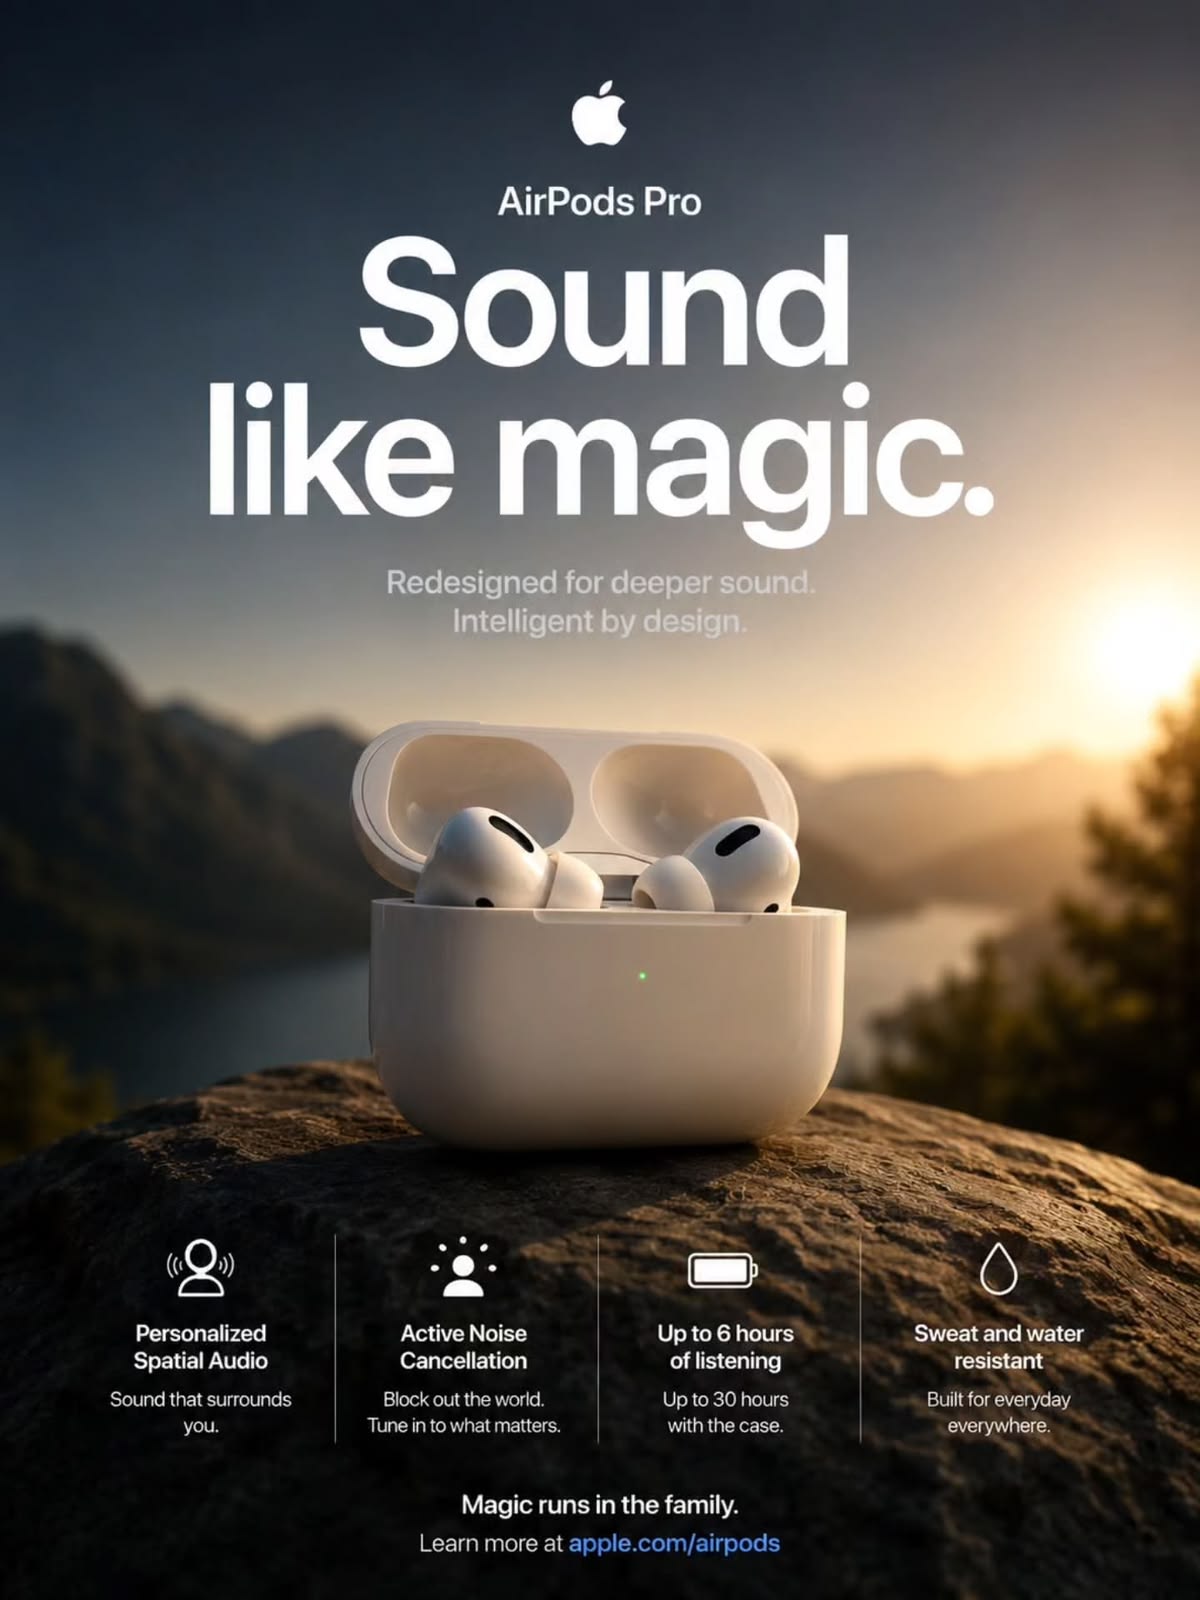 AirPods Pro
Sound
like magic.
Redesigned for deeper sound.
Intelligent by design.
Personalized
Spatial Audio
Sound that surrounds
you.
Active Noise
Cancellation
Block out the world.
Tune in to what matters.
Up to 6 hours
of listening
Up to 30 hours
with the case.
Sweat and water
resistant
Built for everyday
everywhere.
Magic runs in the family.
Learn more at apple.com/airpods